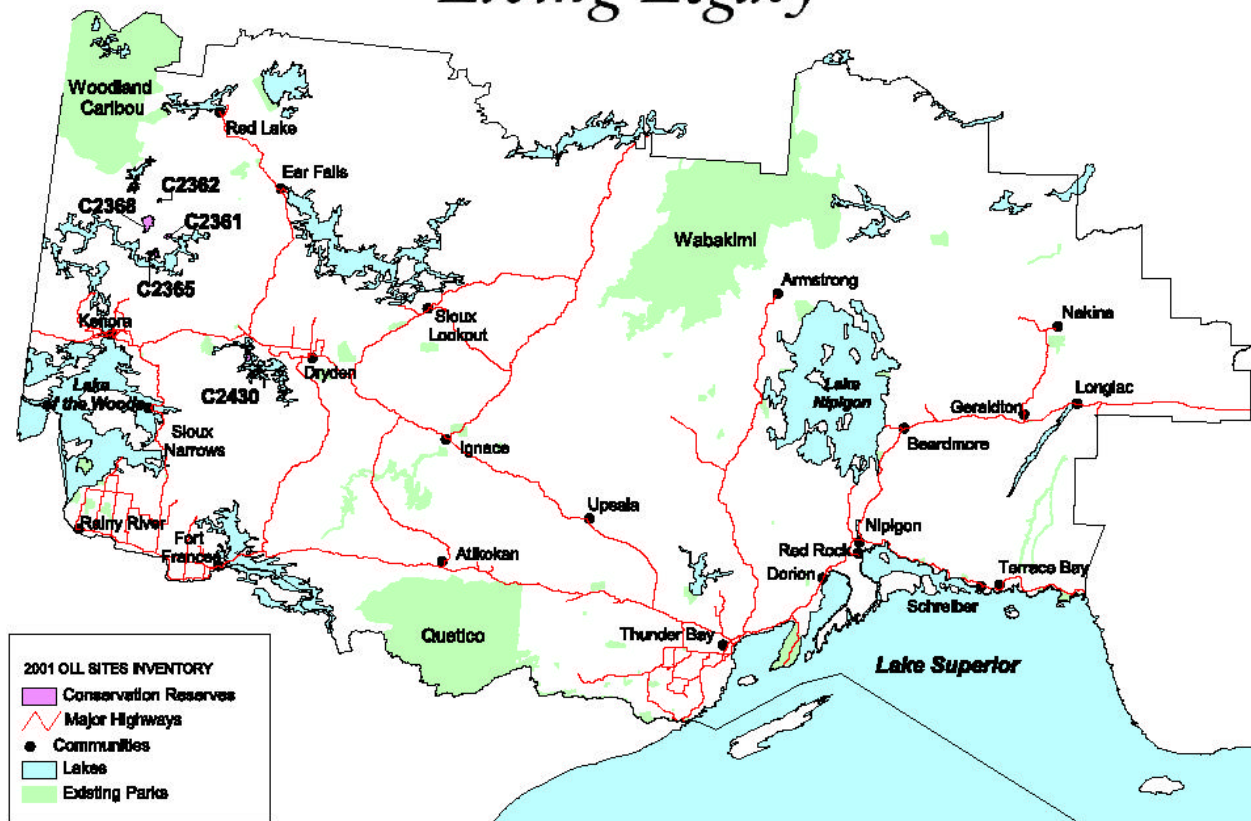 Living Legacy
Woodland
Caribou
Red Lake
Ear Falls
C2362
C2368
C2361
C2365
Wabakimi
Armstrong
Nakina
Kenora
Sioux
Lookout
Dryden
Lake
of the Woods
C2430
Lake
Nipigon
Longlac
Geraldton
Beardmore
Sioux
Narrows
Ignace
Upsala
Rainy River
Fort
Frances
Atikokan
Nipigon
Red Rock
Dorion
Terrace Bay
Schreiber
Quetico
Thunder Bay
Lake Superior
2001 OLL SITES INVENTORY
Conservation Reserves
Major Highways
Communities
Lakes
Existing Parks